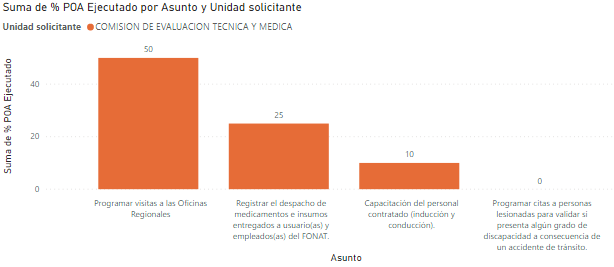 Suma de % POA Ejecutado por Asunto y Unidad solicitante
Unidad solicitante COMISION DE EVALUACION TECNICA Y MEDICA
Suma de % POA Ejecutado
40
20
0
50
25
10
0
Programar visitas a las Oficinas
Regionales
Registrar el despacho de
medicamentos e insumos
entregados a usuario(as) y
empleados(as) del FONAT.
Capacitación del personal
contratado (inducción y
conducción).
Programar citas a personas
lesionadas para validar si
presenta algún grado de
discapacidad a consecuencia de
un accidente de tránsito.
Asunto